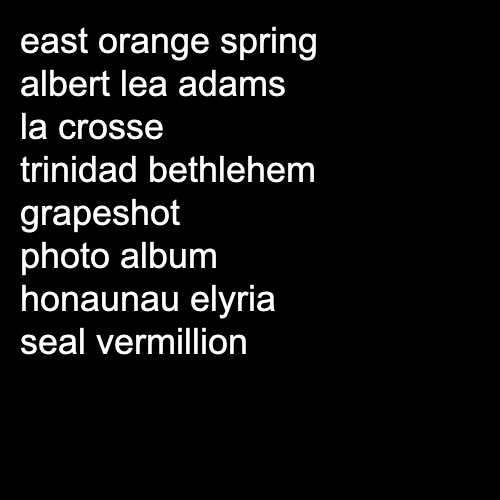 east orange spring
albert lea adams
la crosse
trinidad bethlehem
grapeshot
photo album
honaunau elyria
seal vermillion